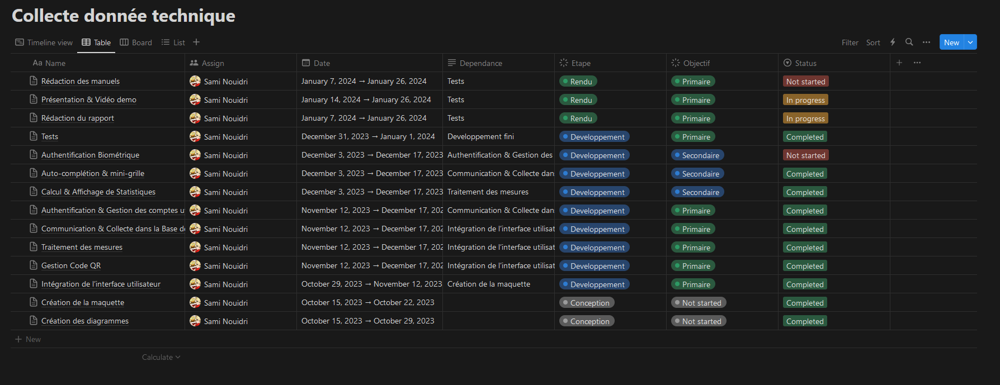 Collecte donnée technique
Timeline view Table Board List Filter Sort New
Aa Name Assign Date Dependance Etape Objectif Status
Rédaction des manuels Sami Nouidri January 7, 2024 → January 26, 2024 Tests Rendu Primaire Not started
Présentation & Vidéo demo Sami Nouidri January 14, 2024 → January 26, 2024 Tests Rendu Primaire In progress
Rédaction du rapport Sami Nouidri January 7, 2024 → January 26, 2024 Tests Rendu Primaire In progress
Tests Sami Nouidri December 31, 2023 → January 1, 2024 Developpement fini Developpement Primaire Completed
Authentification Biométrique Sami Nouidri December 3, 2023 → December 17, 2023 Authentification & Gestion des Developpement Secondaire Not started
Auto-complétion & mini-grille Sami Nouidri December 3, 2023 → December 17, 2023 Communication & Collecte dan Developpement Secondaire Completed
Calcul & Affichage de Statistiques Sami Nouidri December 3, 2023 → December 17, 2023 Traitement des mesures Developpement Secondaire Completed
Authentification & Gestion des comptes u Sami Nouidri November 12, 2023 → December 17, 202 Communication & Collecte dan Developpement Primaire Completed
Communication & Collecte dans la Base de Sami Nouidri November 12, 2023 → December 17, 202 Intégration de l'interface utilisat Developpement Primaire Completed
Traitement des mesures Sami Nouidri November 12, 2023 → December 17, 202 Intégration de l'interface utilisat Developpement Primaire Completed
Gestion Code QR Sami Nouidri November 12, 2023 → December 17, 202 Intégration de l'interface utilisat Developpement Primaire Completed
Intégration de l'interface utilisateur Sami Nouidri October 29, 2023 → November 12, 2023 Création de la maquette Developpement Primaire Completed
Création de la maquette Sami Nouidri October 15, 2023 → October 22, 2023 Conception Not started Completed
Création des diagrammes Sami Nouidri October 15, 2023 → October 29, 2023 Conception Not started Completed
New
Calculate